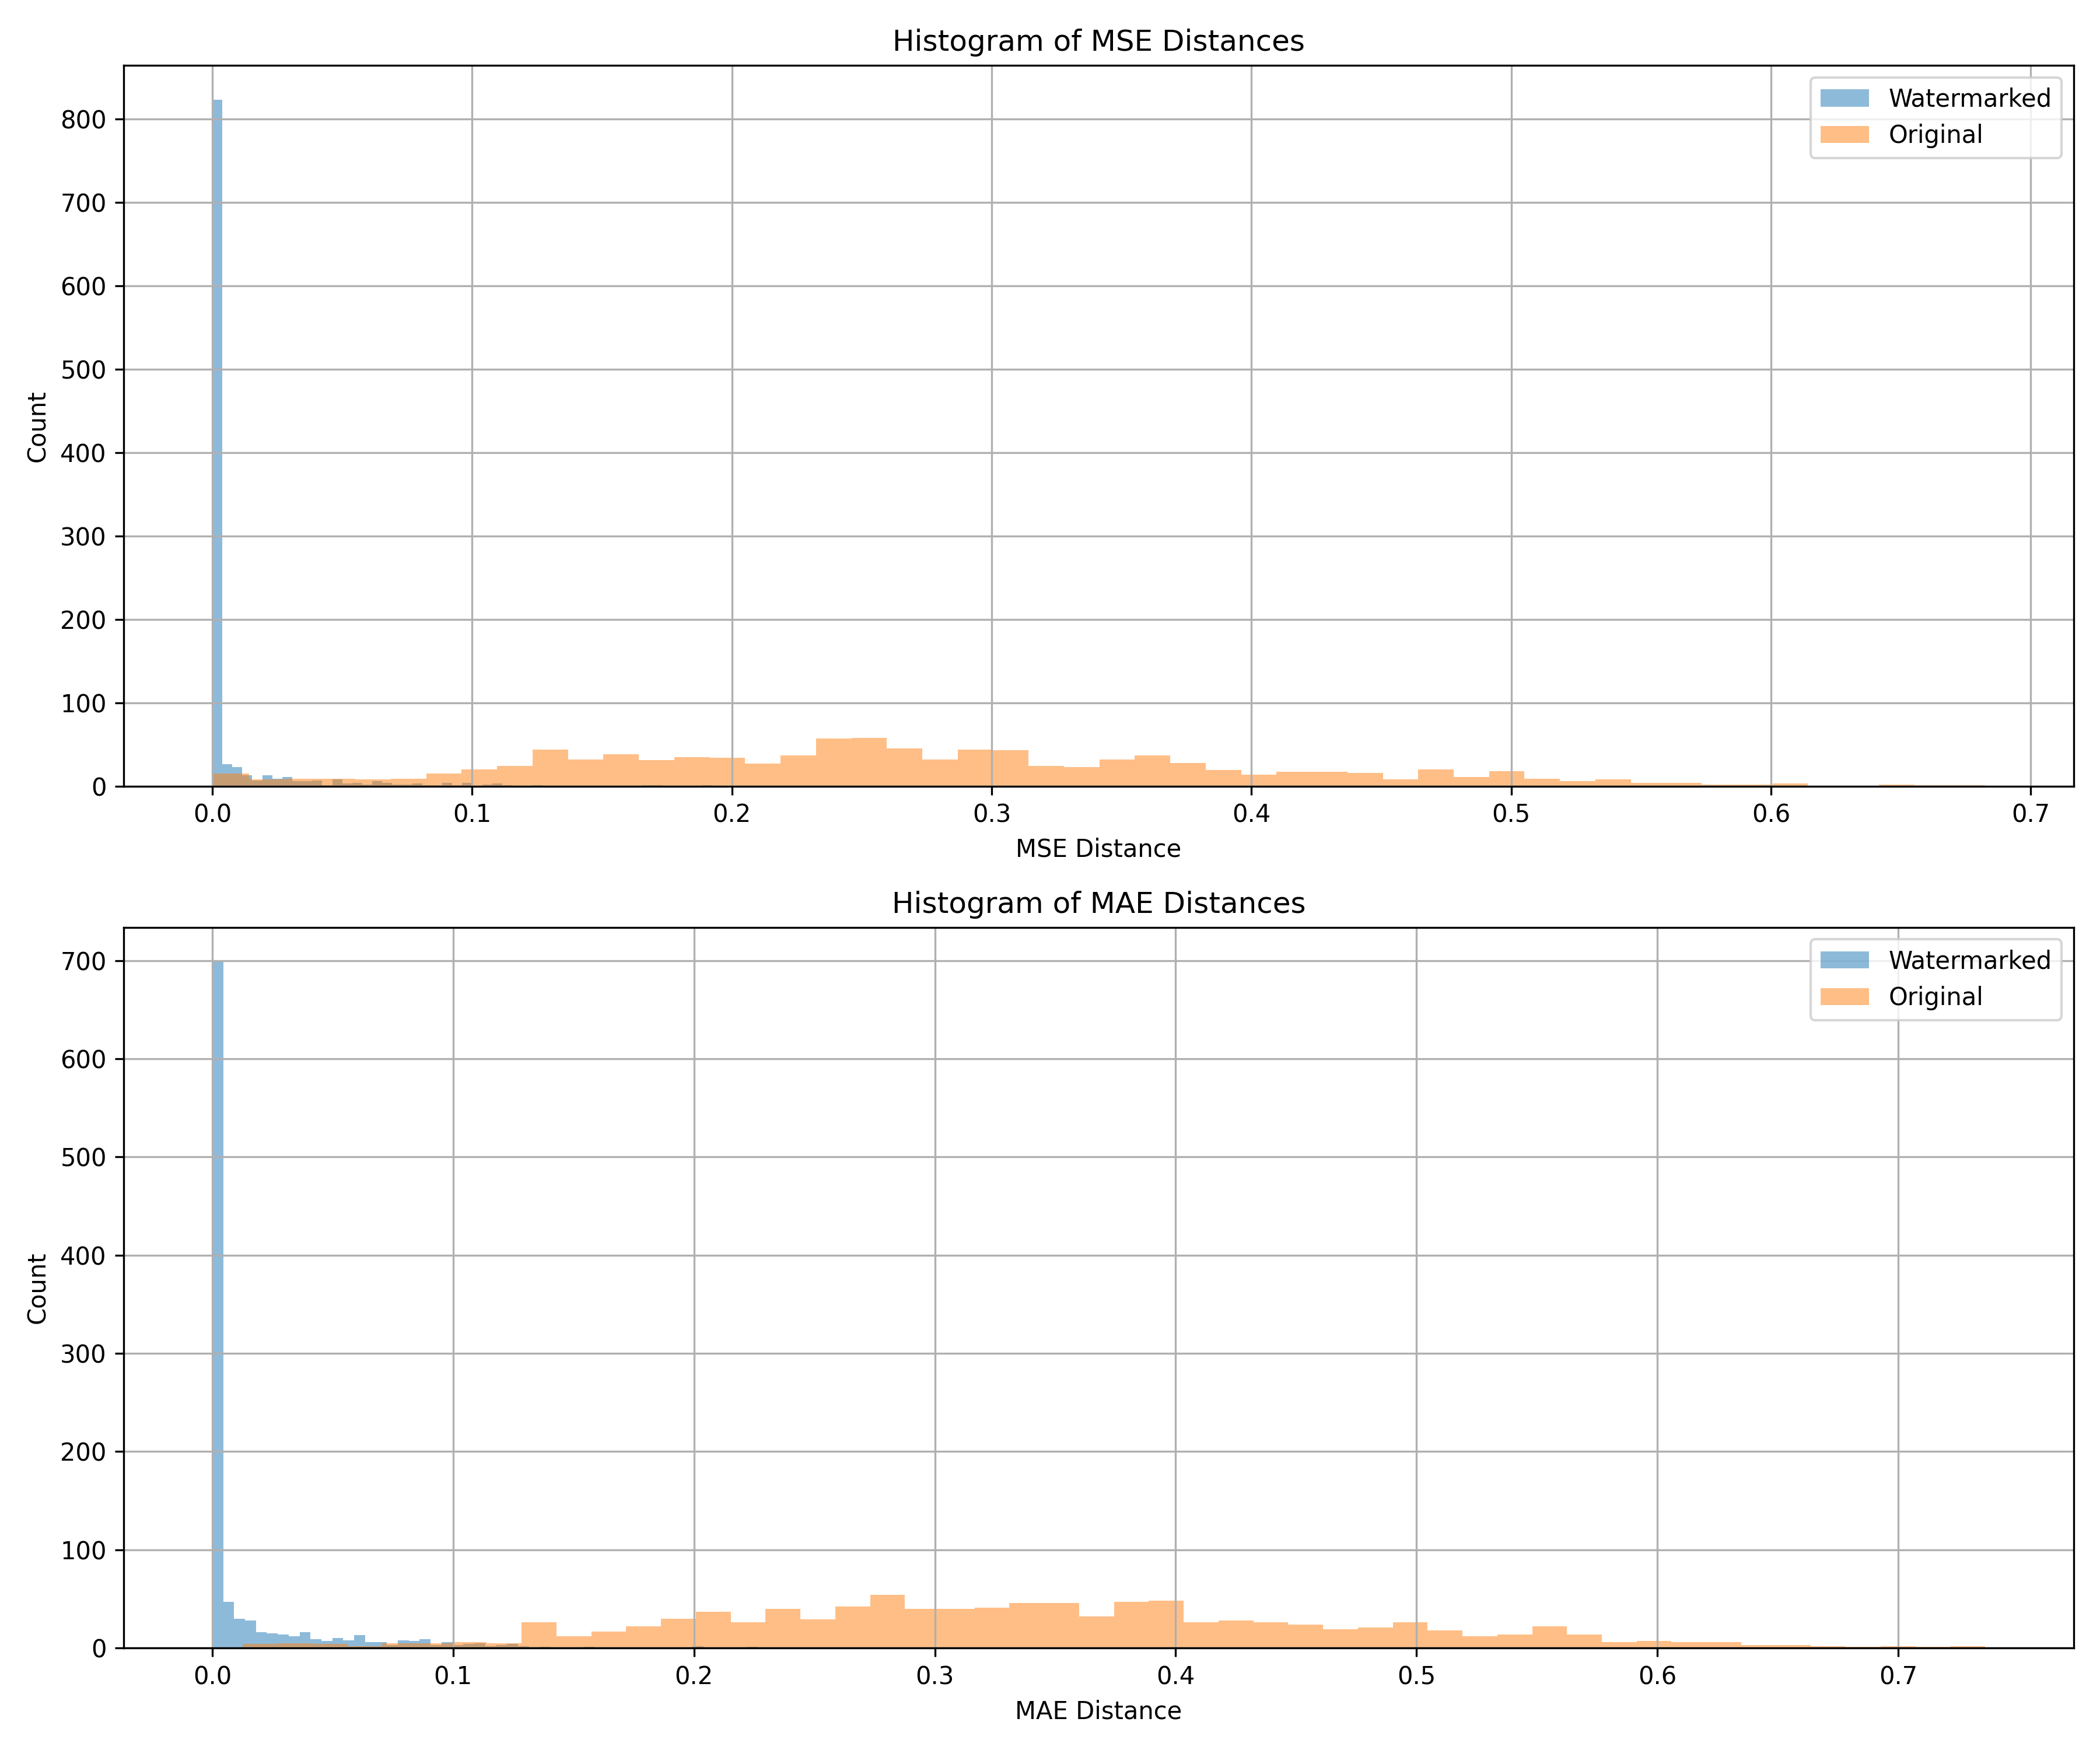 Histogram of MSE Distances
Watermarked
Original
Count
800
700
600
500
400
300
200
100
0
0.0 0.1 0.2 0.3 0.4 0.5 0.6 0.7
MSE Distance
Histogram of MAE Distances
Watermarked
Original
Count
700
600
500
400
300
200
100
0
0.0 0.1 0.2 0.3 0.4 0.5 0.6 0.7
MAE Distance